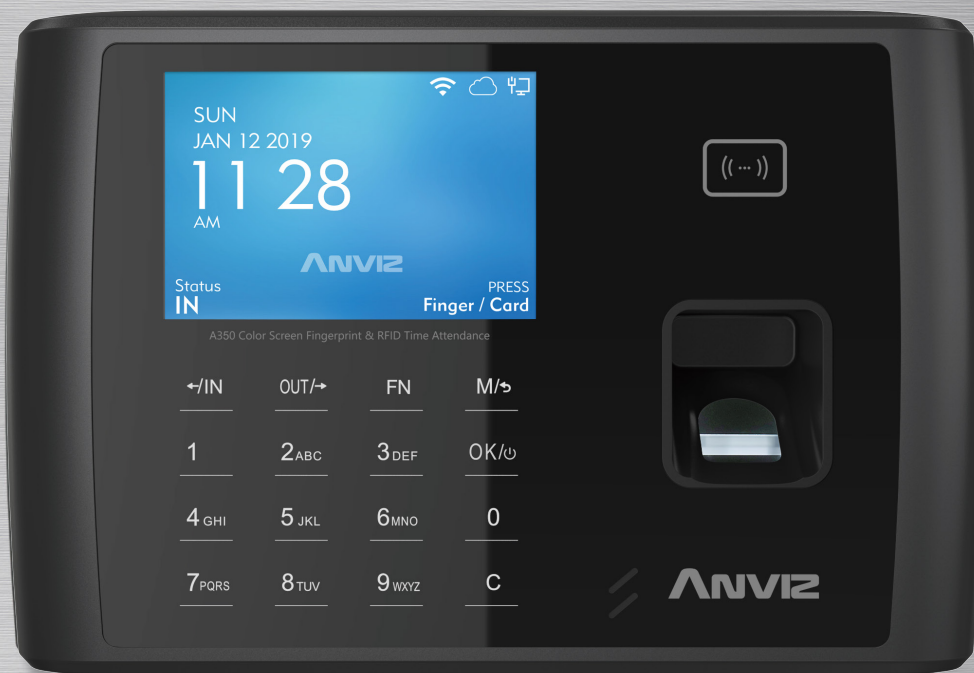 SUN
JAN 12 2019
11 28
AM
ANVIZ
Status
IN
PRESS
Finger / Card
A350 Color Screen Fingerprint & RFID Time Attendance
←/IN OUT/→ FN M/↩
1 2ABC 3DEF OK/⏻
4GHI 5JKL 6MNO 0
7PQRS 8TUV 9WXYZ C
ANVIZ